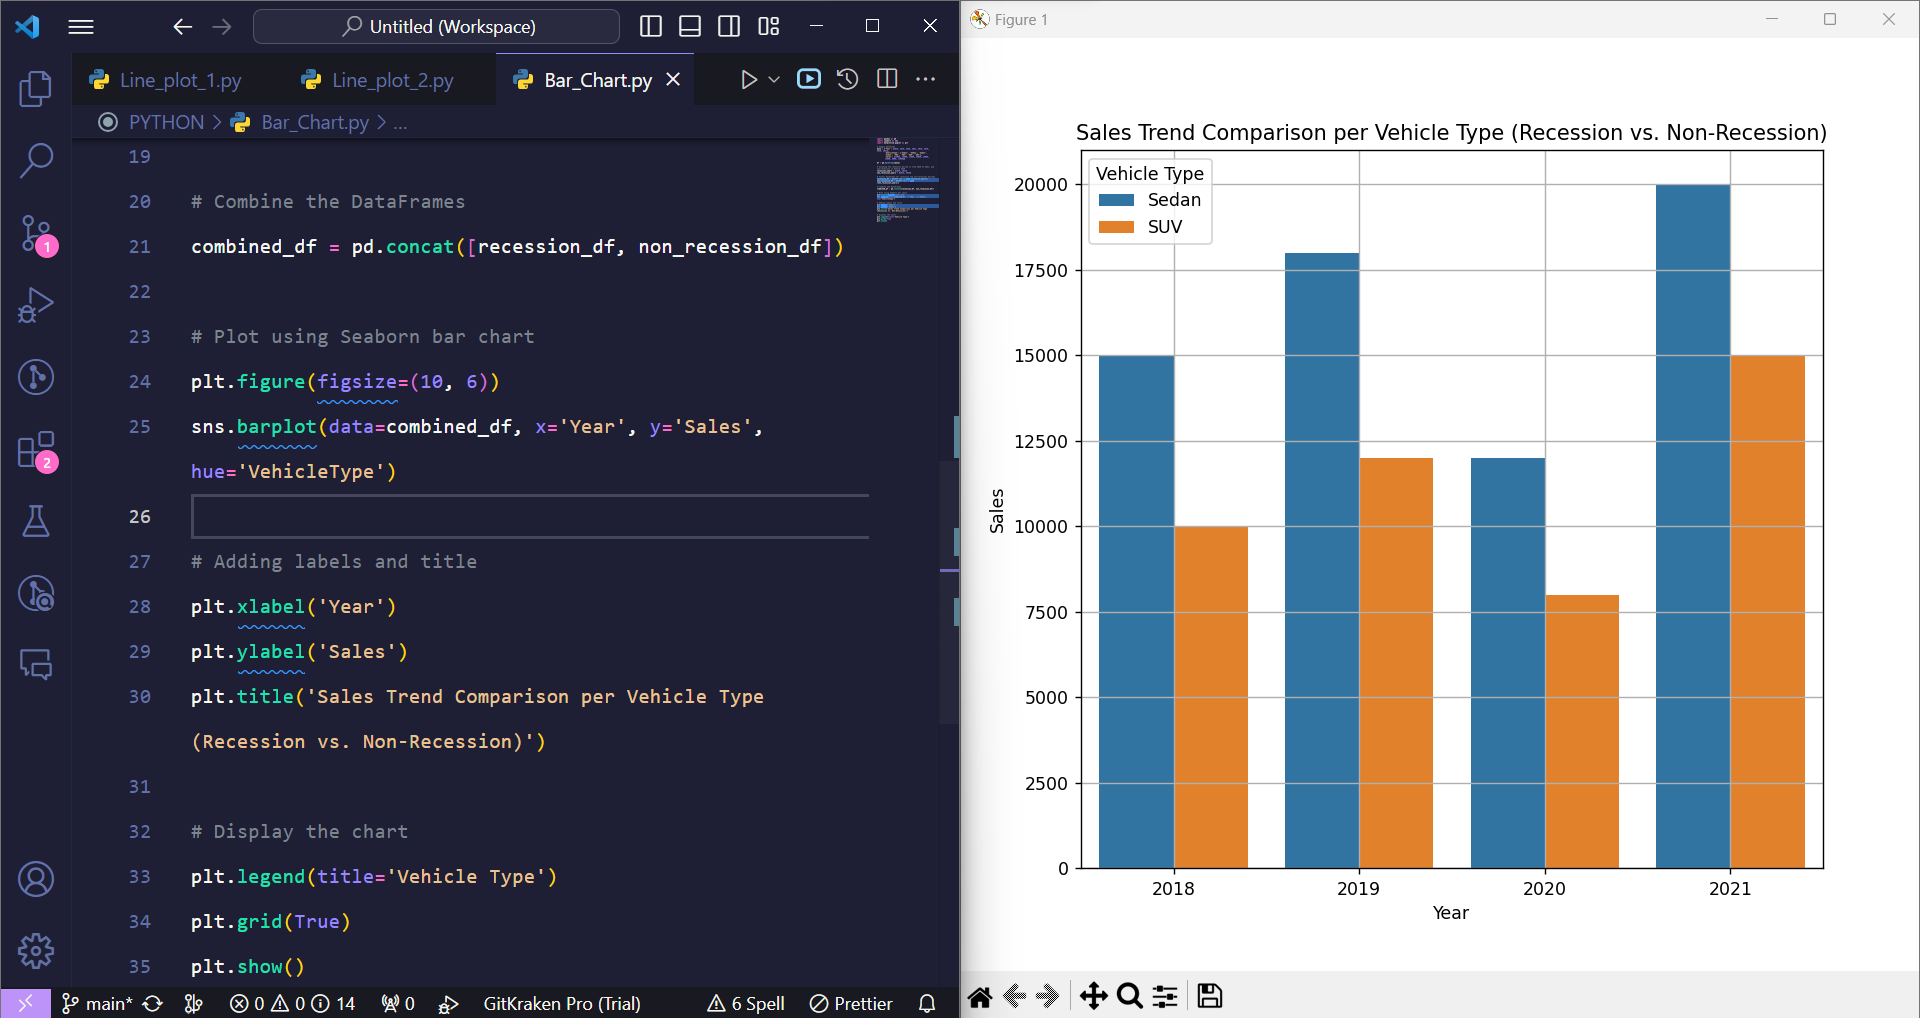 Untitled (Workspace)
Line_plot_1.py
Line_plot_2.py
Bar_Chart.py
PYTHON > Bar_Chart.py > ...
19
20 # Combine the DataFrames
21 combined_df = pd.concat([recession_df, non_recession_df])
22
23 # Plot using Seaborn bar chart
24 plt.figure(figsize=(10, 6))
25 sns.barplot(data=combined_df, x='Year', y='Sales',
hue='VehicleType')
26
27 # Adding labels and title
28 plt.xlabel('Year')
29 plt.ylabel('Sales')
30 plt.title('Sales Trend Comparison per Vehicle Type
(Recession vs. Non-Recession)')
31
32 # Display the chart
33 plt.legend(title='Vehicle Type')
34 plt.grid(True)
35 plt.show()
1
2
main*
0
0
14
0
GitKraken Pro (Trial)
6 Spell
Prettier
Figure 1
Sales Trend Comparison per Vehicle Type (Recession vs. Non-Recession)
Vehicle Type
Sedan
SUV
20000
17500
15000
12500
10000
7500
5000
2500
0
Sales
2018
2019
2020
2021
Year